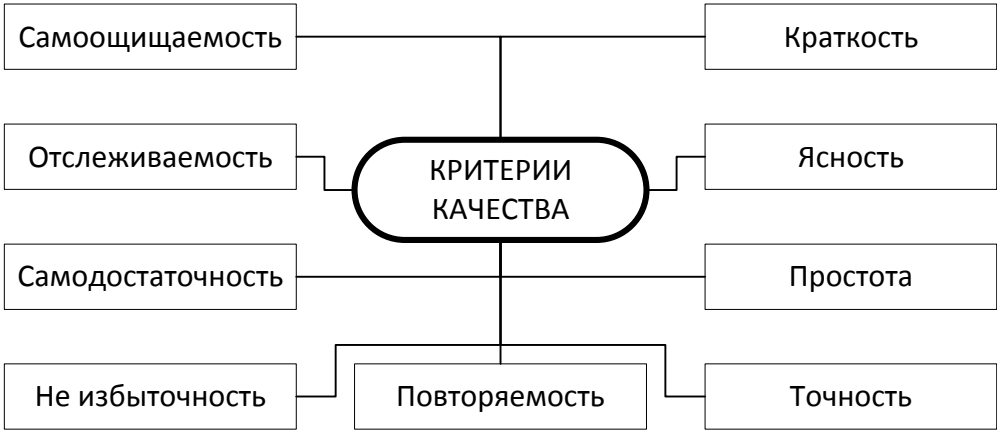 Самоощищаемость
Краткость
Отслеживаемость
КРИТЕРИИ
КАЧЕСТВА
Ясность
Самодостаточность
Простота
Не избыточность
Повторяемость
Точность